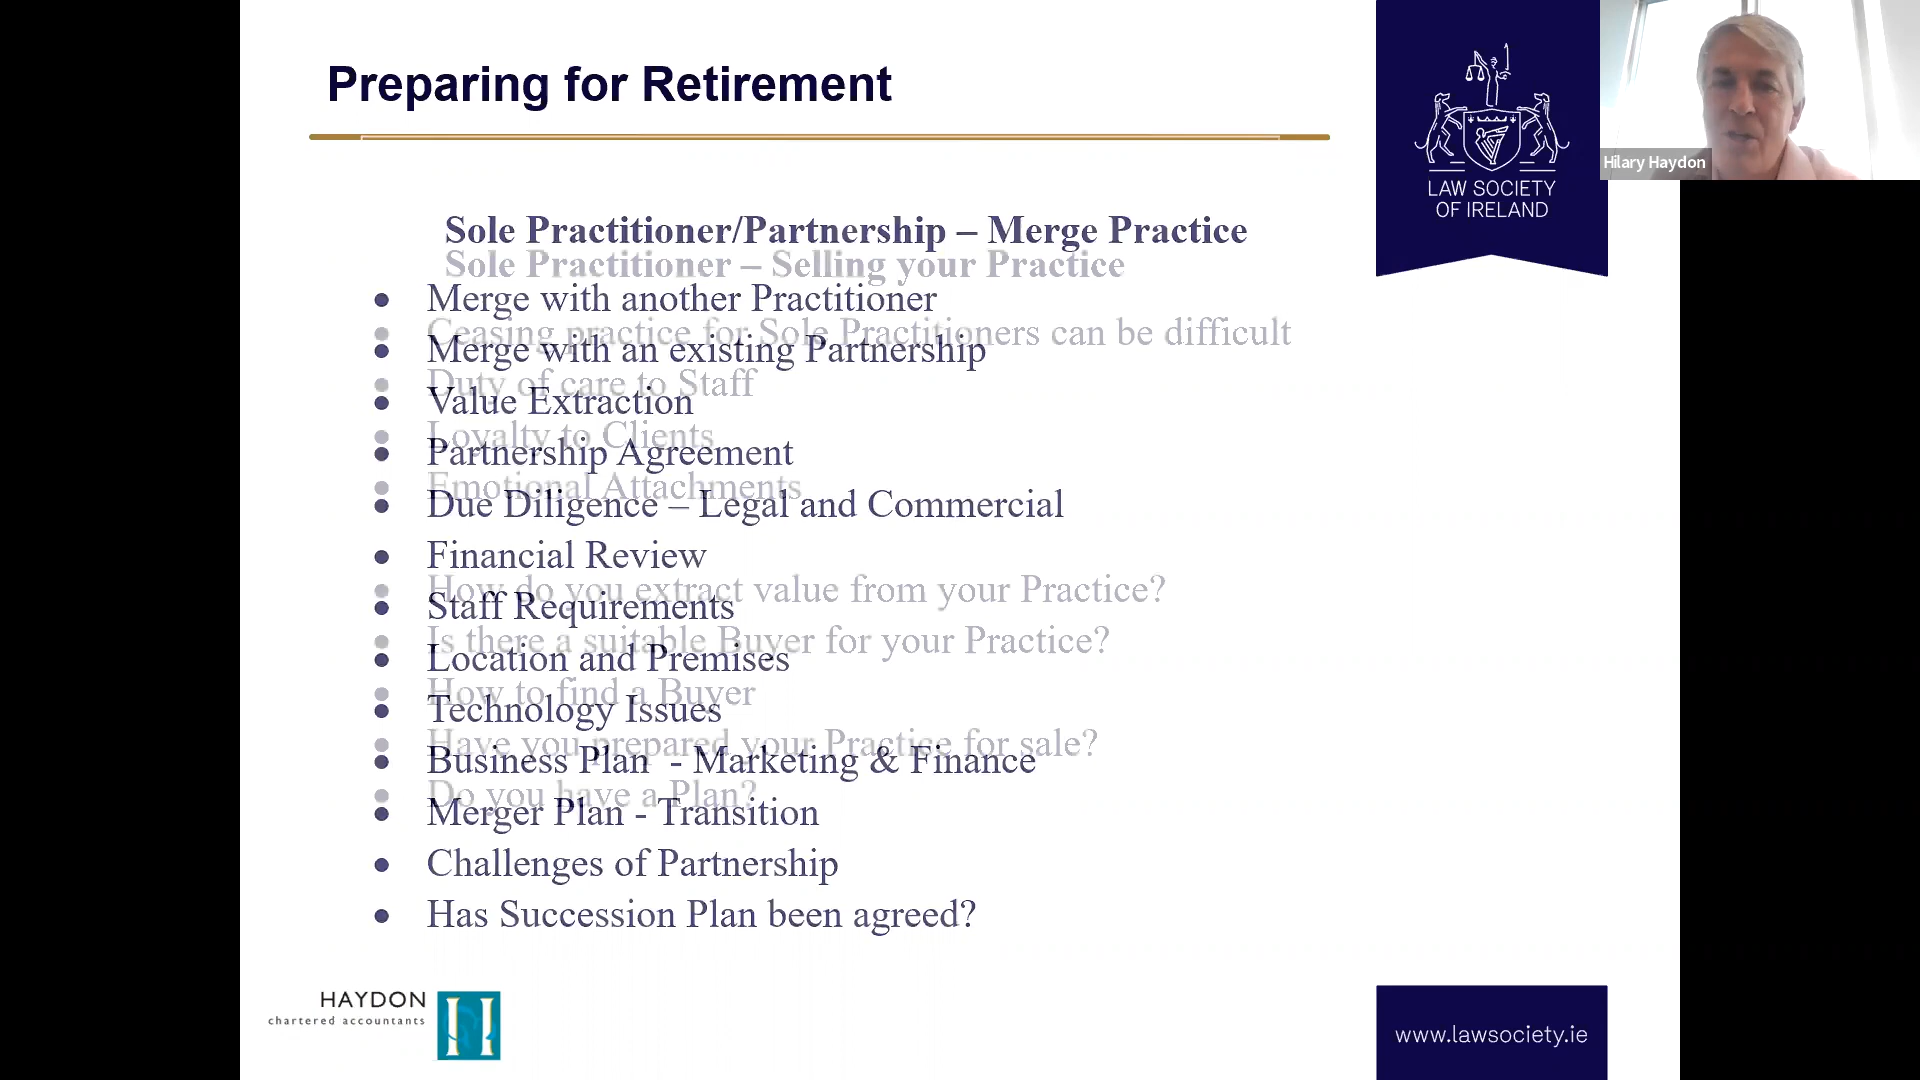 Preparing for Retirement
LAW SOCIETY
OF IRELAND
Hilary Haydon
Sole Practitioner/Partnership – Merge Practice
Sole Practitioner – Selling your Practice
• Merge with another Practitioner
• Ceasing practice for Sole Practitioners can be difficult
• Merge with an existing Partnership
• Duty of care to Staff
• Value Extraction
• Loyalty to Clients
• Partnership Agreement
• Emotional Attachments
• Due Diligence – Legal and Commercial
• Financial Review
• How do you extract value from your Practice?
• Staff Requirements
• Is there a suitable Buyer for your Practice?
• Location and Premises
• How to find a Buyer
• Technology Issues
• Have you prepared your Practice for sale?
• Business Plan - Marketing & Finance
• Do you have a Plan?
• Merger Plan - Transition
• Challenges of Partnership
• Has Succession Plan been agreed?
HAYDON
chartered accountants
H
www.lawsociety.ie